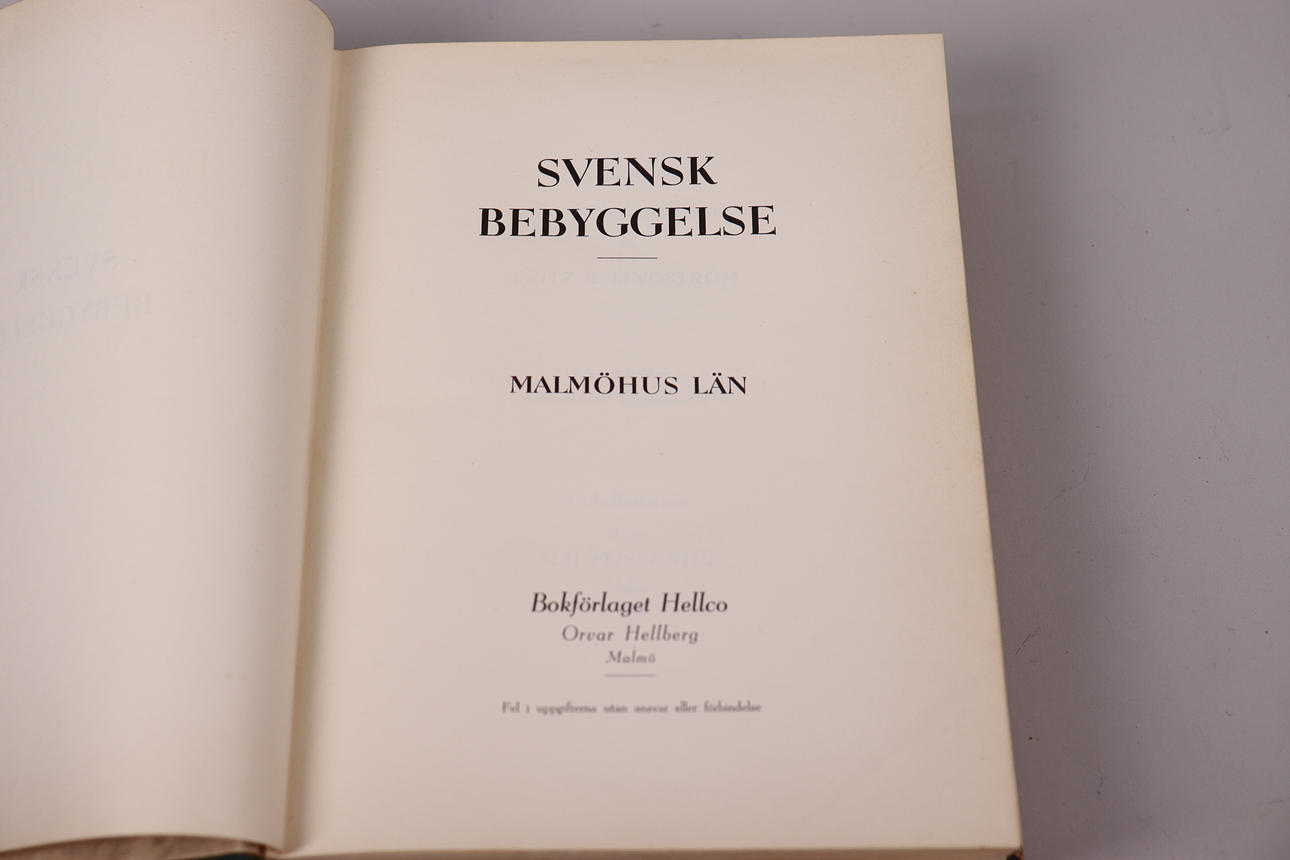 SVENSK
BEBYGGELSE
MALMÖHUS LÄN
Bokförlaget Hellco
Orvar Hellberg
Malmö
Fel i uppgifterna utan ansvar eller förbindelse